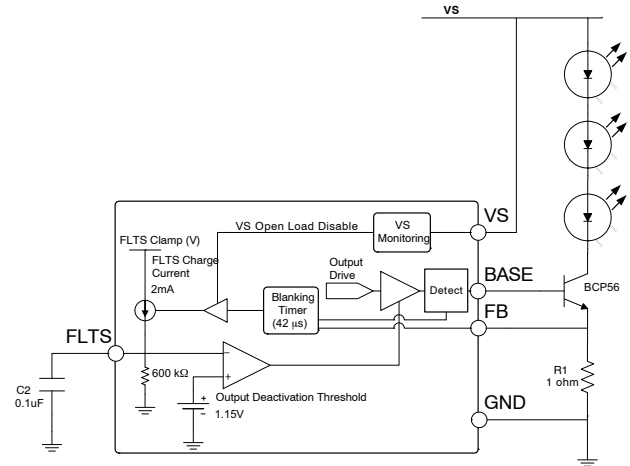 VS
VS
VS Open Load Disable
VS
Monitoring
FLTS Clamp (V)
FLTS Charge
Current
2mA
Output
Drive
BASE
BCP56
Detect
Blanking
Timer
(42 µs)
FB
FLTS
−
600 kΩ
+
R1
1 ohm
C2
0.1uF
+
Output Deactivation Threshold
−
1.15V
GND